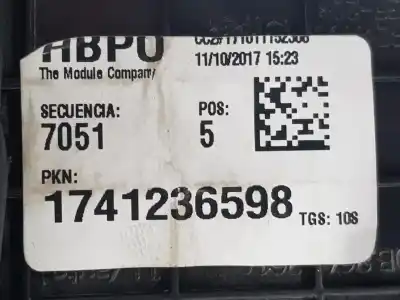 HBPO
The Module Company
11/10/2017 15:23
SECUENCIA:
7051
POS:
5
PKN:
1741236598
TGS: 10S